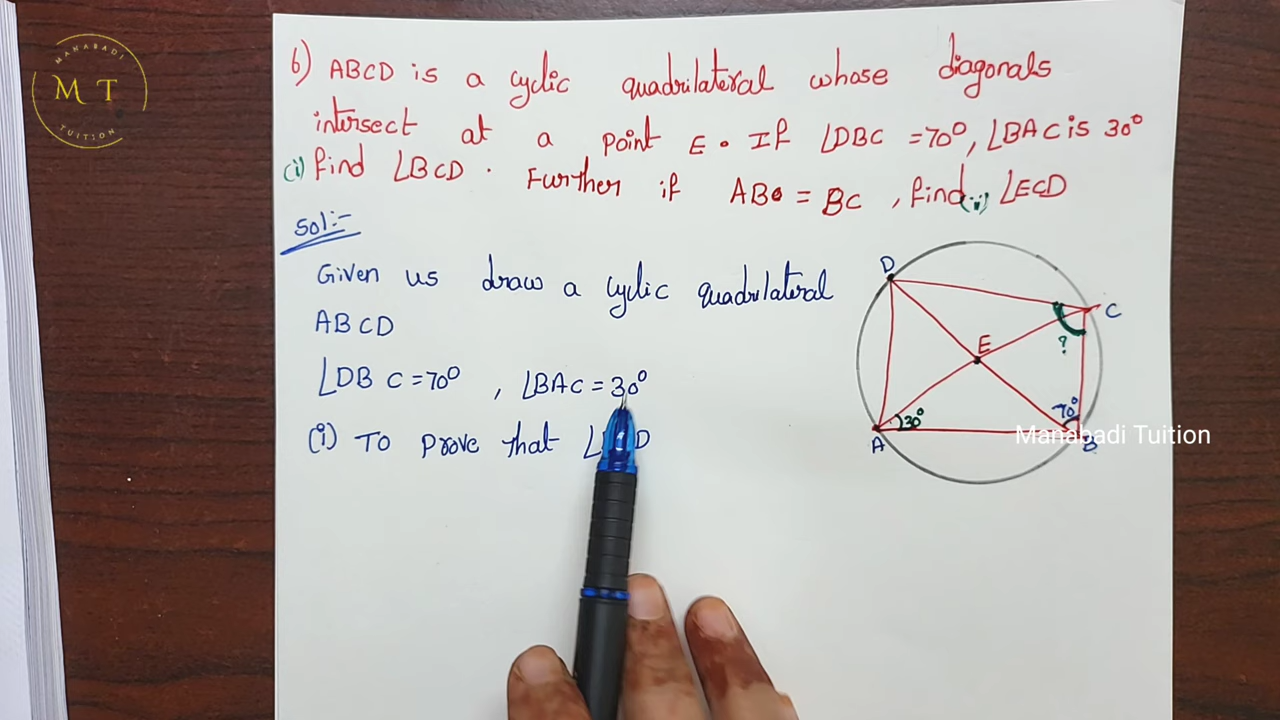 MANABADI
M T
TUITION
6) ABCD is a cyclic quadrilateral whose diagonals
intersect at a point E. If ∠DBC = 70°, ∠BAC is 30°
(i) find ∠BCD. Further if AB = BC, find (ii) ∠ECD
Sol:-
Given us draw a cyclic quadrilateral
ABCD
∠DBC = 70°, ∠BAC = 30°
(i) To prove that ∠ D
D
C
E
?
30°
70°
A
B
Manabadi Tuition